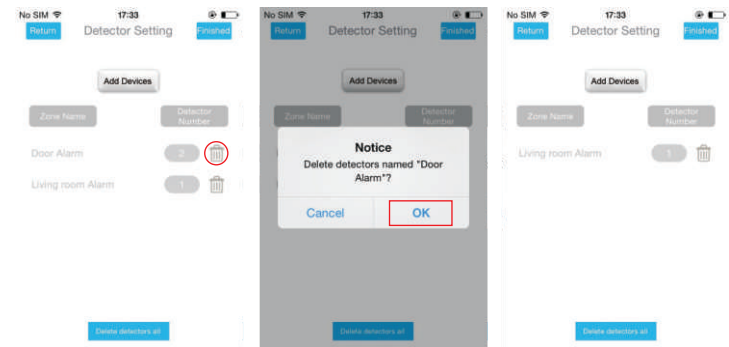 No SIM 17:33
Return Detector Setting Finished
Add Devices
Zone Name Detector Number
Door Alarm 2
Living room Alarm 1
Delete detectors all
No SIM 17:33
Return Detector Setting Finished
Add Devices
Zone Name Detector Number
Notice
Delete detectors named "Door
Alarm"?
Cancel OK
Delete detectors all
No SIM 17:33
Return Detector Setting Finished
Add Devices
Zone Name Detector Number
Living room Alarm 1
Delete detectors all